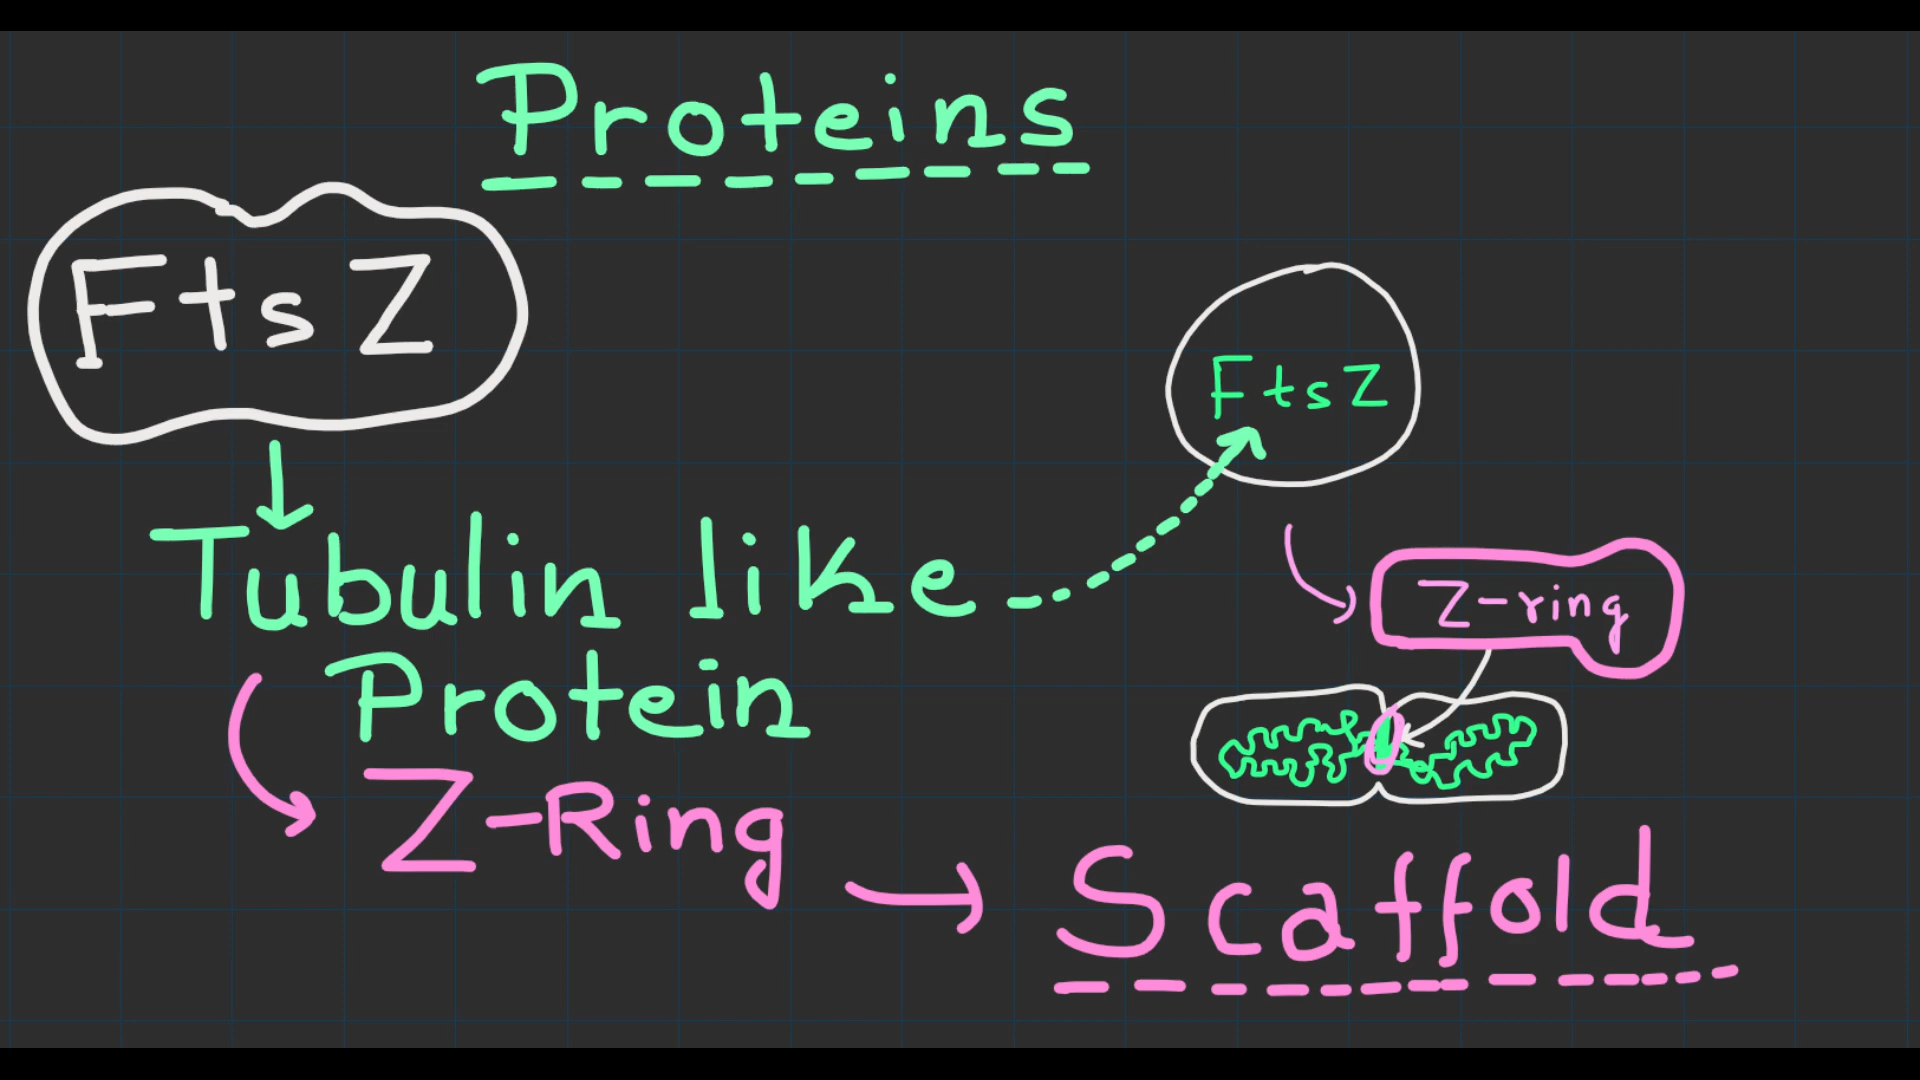 Proteins
FtsZ
FtsZ
Tubulin like
Protein
Z-ring
Z-Ring
Scaffold